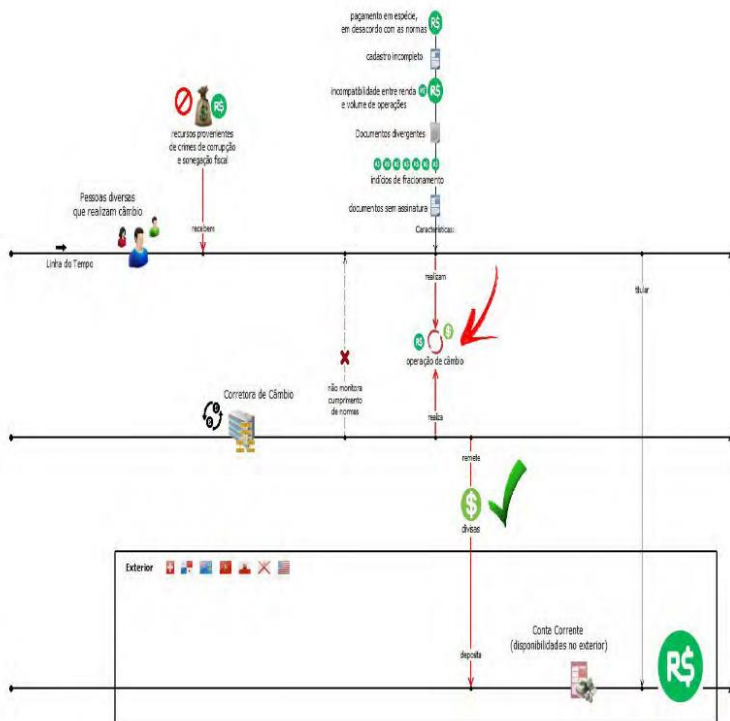 pagamento em espécie,
em desacordo com as normas
R$
cadastro incompleto
incompatibilidade entre renda
e volume de operações
R$
R$
Documentos divergentes
indícios de fracionamento
documentos sem assinatura
Características:
R$
recursos provenientes
de crimes de corrupção
e sonegação fiscal
recebem
Pessoas diversas
que realizam câmbio
Linha do Tempo
realizam
titular
R$
$
operação de câmbio
não monitora
cumprimento
de normas
Corretora de Câmbio
realiza
remete
$
divisas
Exterior
Conta Corrente
(disponibilidades no exterior)
deposita
R$